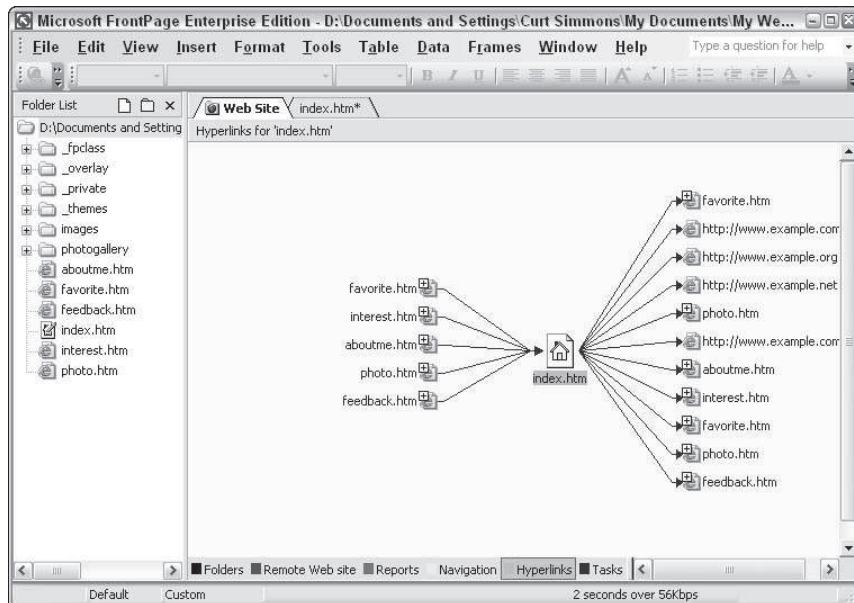 Microsoft FrontPage Enterprise Edition - D:\Documents and Settings\Curt Simmons\My Documents\My We...
File Edit View Insert Format Tools Table Data Frames Window Help Type a question for help
B I U A A A
Folder List
Web Site index.htm*
D:\Documents and Setting
Hyperlinks for 'index.htm'
_fpclass
_overlay
_private
_themes
images
photogallery
aboutme.htm
favorite.htm
feedback.htm
index.htm
interest.htm
photo.htm
favorite.htm
interest.htm
aboutme.htm
photo.htm
feedback.htm
index.htm
favorite.htm
http://www.example.com
http://www.example.org
http://www.example.net
photo.htm
http://www.example.com
aboutme.htm
interest.htm
favorite.htm
photo.htm
feedback.htm
Folders Remote Web site Reports Navigation Hyperlinks Tasks
Default Custom 2 seconds over 56Kbps